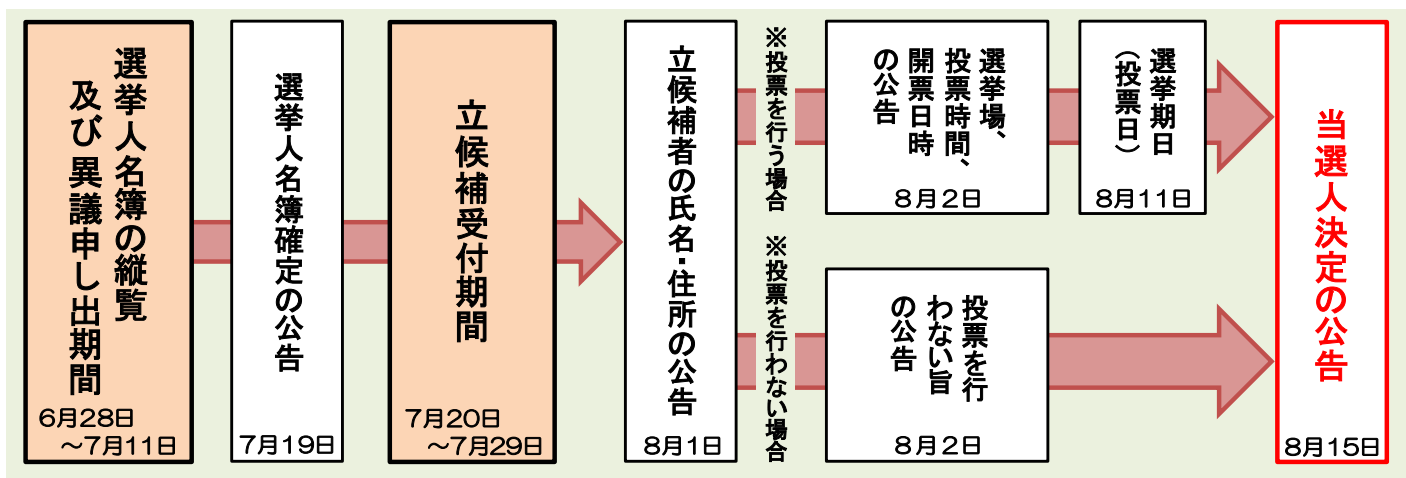 選挙人名簿の縦覧
及び異議申し出期間
6月28日
～7月11日
選挙人名簿確定の公告
7月19日
立候補受付期間
7月20日
～7月29日
立候補者の氏名・住所の公告
8月1日
※投票を行う場合
選挙場、
投票時間、
開票日時
の公告
8月2日
選挙期日
（投票日）
8月11日
※投票を行わない場合
投票を行
わない旨
の公告
8月2日
当選人決定の公告
8月15日